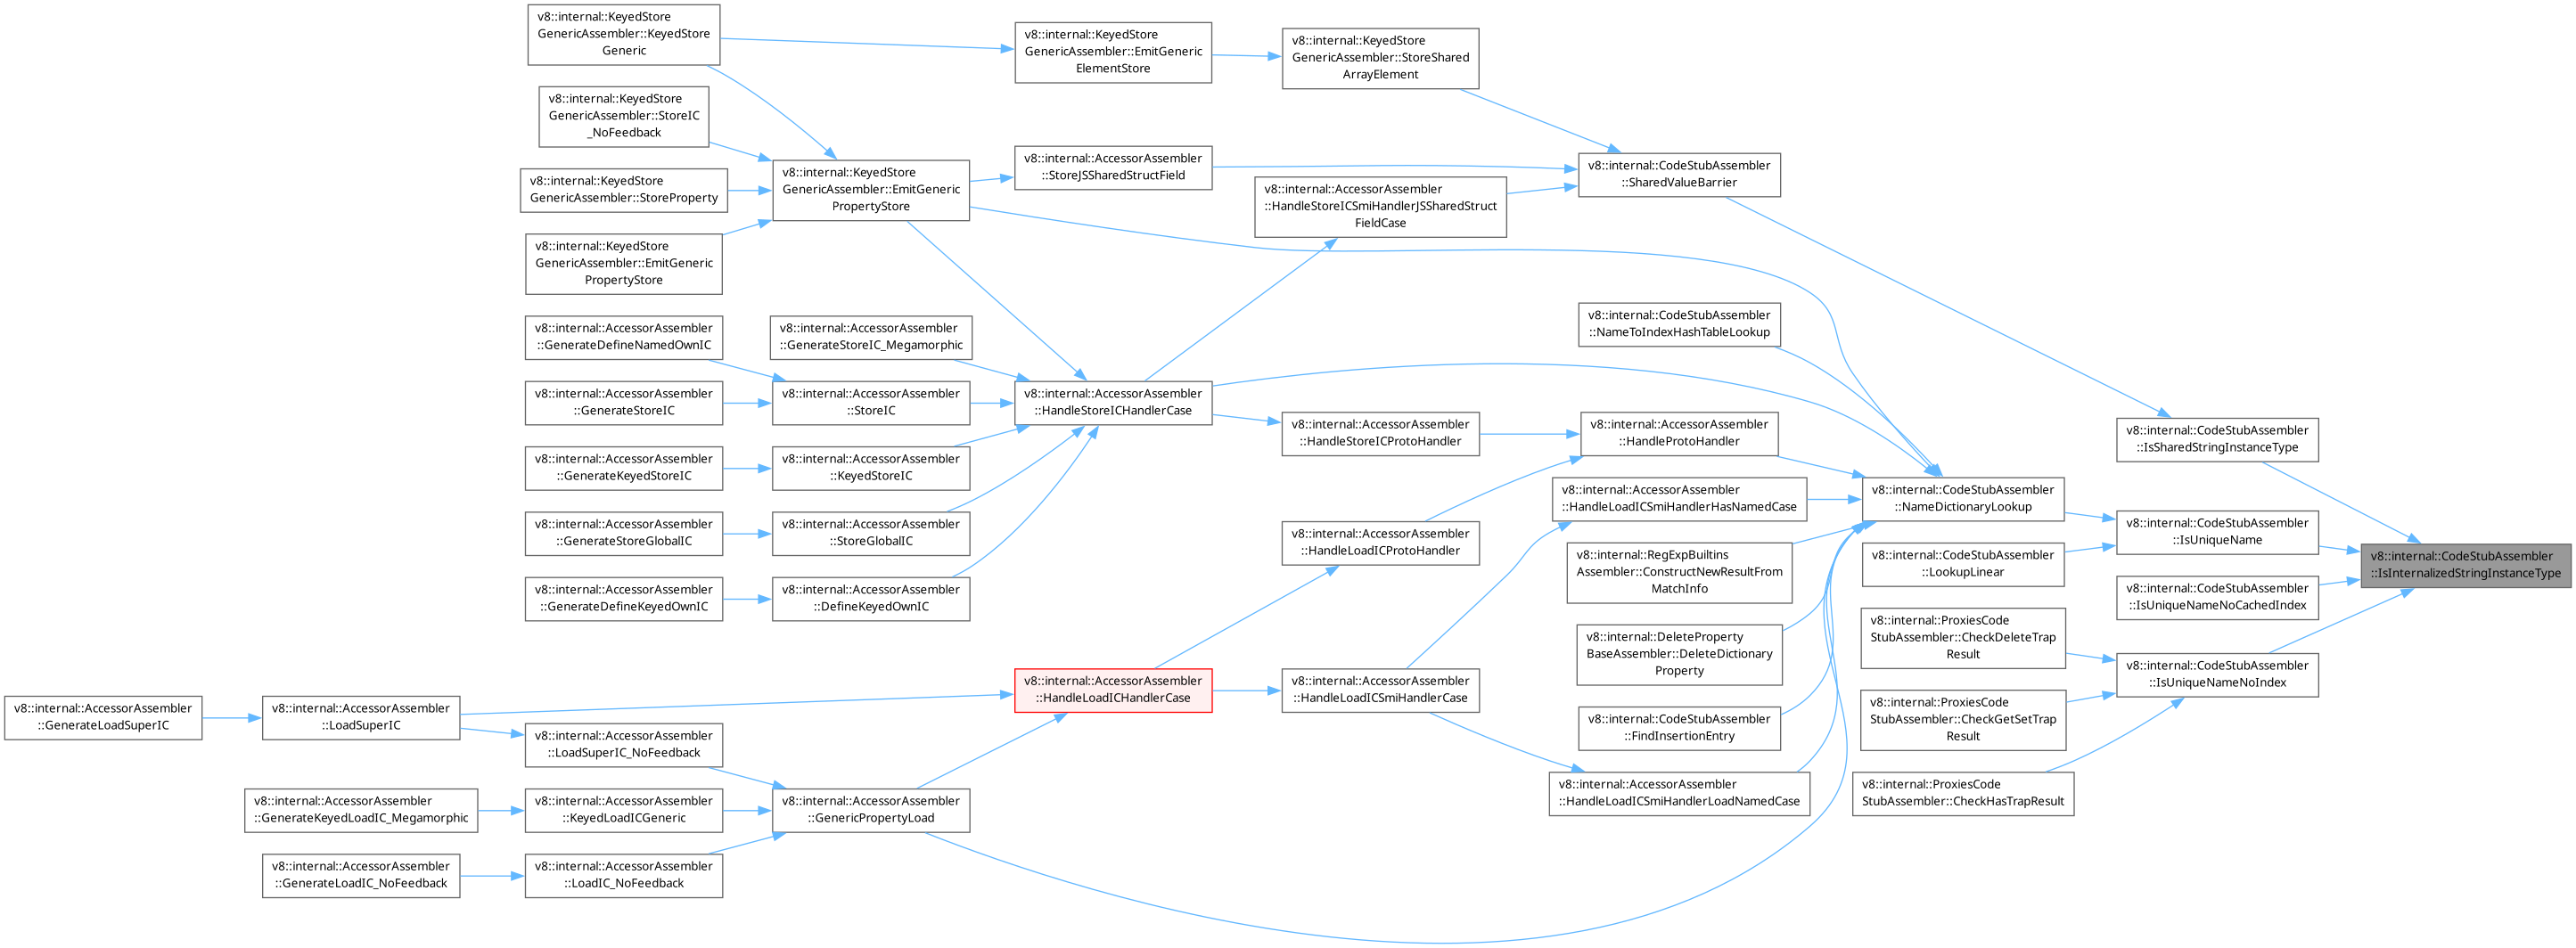 v8::internal::KeyedStore
GenericAssembler::KeyedStore
Generic
v8::internal::KeyedStore
GenericAssembler::StoreIC
_NoFeedback
v8::internal::KeyedStore
GenericAssembler::StoreProperty
v8::internal::KeyedStore
GenericAssembler::EmitGeneric
PropertyStore
v8::internal::AccessorAssembler
::GenerateDefineNamedOwnIC
v8::internal::AccessorAssembler
::GenerateStoreIC
v8::internal::AccessorAssembler
::GenerateKeyedStoreIC
v8::internal::AccessorAssembler
::GenerateStoreGlobalIC
v8::internal::AccessorAssembler
::GenerateDefineKeyedOwnIC
v8::internal::AccessorAssembler
::GenerateLoadSuperIC
v8::internal::AccessorAssembler
::LoadSuperIC
v8::internal::AccessorAssembler
::LoadSuperIC_NoFeedback
v8::internal::AccessorAssembler
::GenerateKeyedLoadIC_Megamorphic
v8::internal::AccessorAssembler
::KeyedLoadICGeneric
v8::internal::AccessorAssembler
::GenerateLoadIC_NoFeedback
v8::internal::AccessorAssembler
::LoadIC_NoFeedback
v8::internal::KeyedStore
GenericAssembler::EmitGeneric
PropertyStore
v8::internal::AccessorAssembler
::GenerateStoreIC_Megamorphic
v8::internal::AccessorAssembler
::StoreIC
v8::internal::AccessorAssembler
::KeyedStoreIC
v8::internal::AccessorAssembler
::StoreGlobalIC
v8::internal::AccessorAssembler
::DefineKeyedOwnIC
v8::internal::AccessorAssembler
::GenericPropertyLoad
v8::internal::KeyedStore
GenericAssembler::EmitGeneric
ElementStore
v8::internal::AccessorAssembler
::StoreJSSharedStructField
v8::internal::AccessorAssembler
::HandleStoreICHandlerCase
v8::internal::AccessorAssembler
::HandleLoadICHandlerCase
v8::internal::KeyedStore
GenericAssembler::StoreShared
ArrayElement
v8::internal::AccessorAssembler
::HandleStoreICSmiHandlerJSSharedStruct
FieldCase
v8::internal::AccessorAssembler
::HandleStoreICProtoHandler
v8::internal::AccessorAssembler
::HandleLoadICProtoHandler
v8::internal::AccessorAssembler
::HandleLoadICSmiHandlerCase
v8::internal::CodeStubAssembler
::SharedValueBarrier
v8::internal::CodeStubAssembler
::NameToIndexHashTableLookup
v8::internal::AccessorAssembler
::HandleProtoHandler
v8::internal::AccessorAssembler
::HandleLoadICSmiHandlerHasNamedCase
v8::internal::RegExpBuiltins
Assembler::ConstructNewResultFrom
MatchInfo
v8::internal::DeleteProperty
BaseAssembler::DeleteDictionary
Property
v8::internal::CodeStubAssembler
::FindInsertionEntry
v8::internal::AccessorAssembler
::HandleLoadICSmiHandlerLoadNamedCase
v8::internal::CodeStubAssembler
::NameDictionaryLookup
v8::internal::CodeStubAssembler
::LookupLinear
v8::internal::ProxiesCode
StubAssembler::CheckDeleteTrap
Result
v8::internal::ProxiesCode
StubAssembler::CheckGetSetTrap
Result
v8::internal::ProxiesCode
StubAssembler::CheckHasTrapResult
v8::internal::CodeStubAssembler
::IsSharedStringInstanceType
v8::internal::CodeStubAssembler
::IsUniqueName
v8::internal::CodeStubAssembler
::IsUniqueNameNoCachedIndex
v8::internal::CodeStubAssembler
::IsUniqueNameNoIndex
v8::internal::CodeStubAssembler
::IsInternalizedStringInstanceType